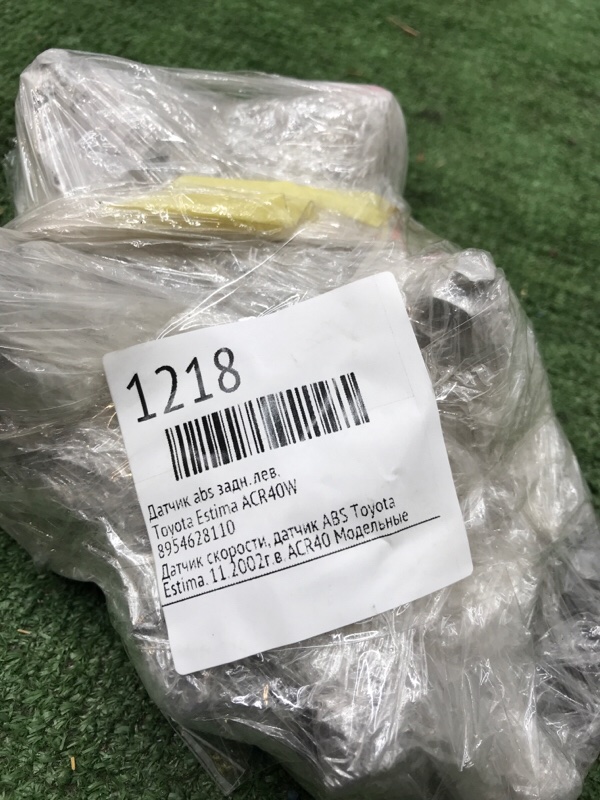 1218
Датчик abs задн. лев.
Toyota Estima ACR40W
8954628110
Датчик скорости, датчик ABS Toyota
Estima. 11.2002г.в. ACR40 Модельные